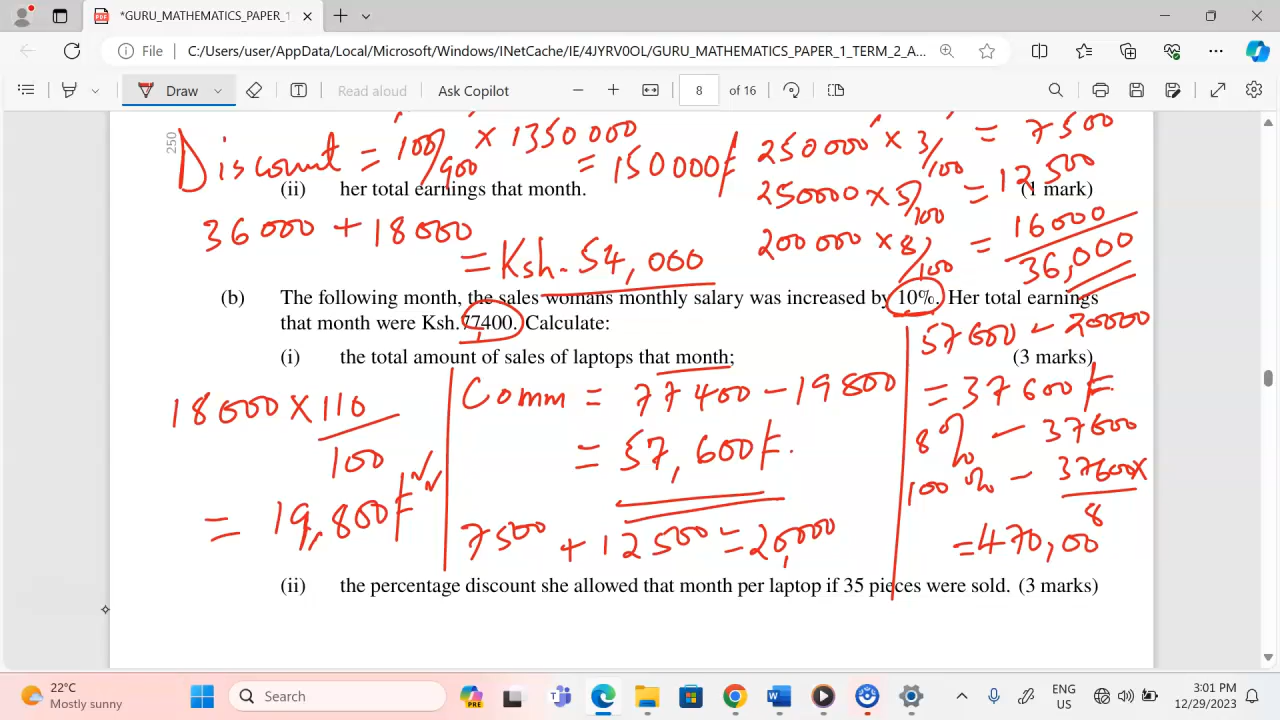 *GURU_MATHEMATICS_PAPER_1_
File C:/Users/user/AppData/Local/Microsoft/Windows/INetCache/IE/4JYRV0OL/GURU_MATHEMATICS_PAPER_1_TERM_2_A...
Draw Read aloud Ask Copilot 8 of 16
250
Discount = 100/900 × 1350000 = 150000/=
250000 × 3/100 = 7500
(ii) her total earnings that month. (1 mark)
250000 × 5/100 = 12500
36000 + 18000
200000 × 8/100 = 16000
= Ksh. 54,000
36,000
(b) The following month, the sales womans monthly salary was increased by 10%. Her total earnings
that month were Ksh.77400. Calculate:
57600 - 20000
(i) the total amount of sales of laptops that month; (3 marks)
18000 × 110
100
= 19,800/=
Comm = 77400 - 19800
= 57,600/=.
7500 + 12500 = 20,000
= 37600/=
8% - 37600
100% - 37600×
8
= 470,00
(ii) the percentage discount she allowed that month per laptop if 35 pieces were sold. (3 marks)
22°C
Mostly sunny
Search
PRE
ENG
US
3:01 PM
12/29/2023